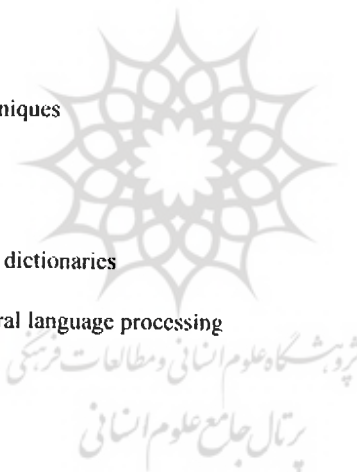 niques
dictionaries
ral language processing
پژوهشگاه علوم انسانی و مطالعات فرهنگی
پرتال جامع علوم انسانی